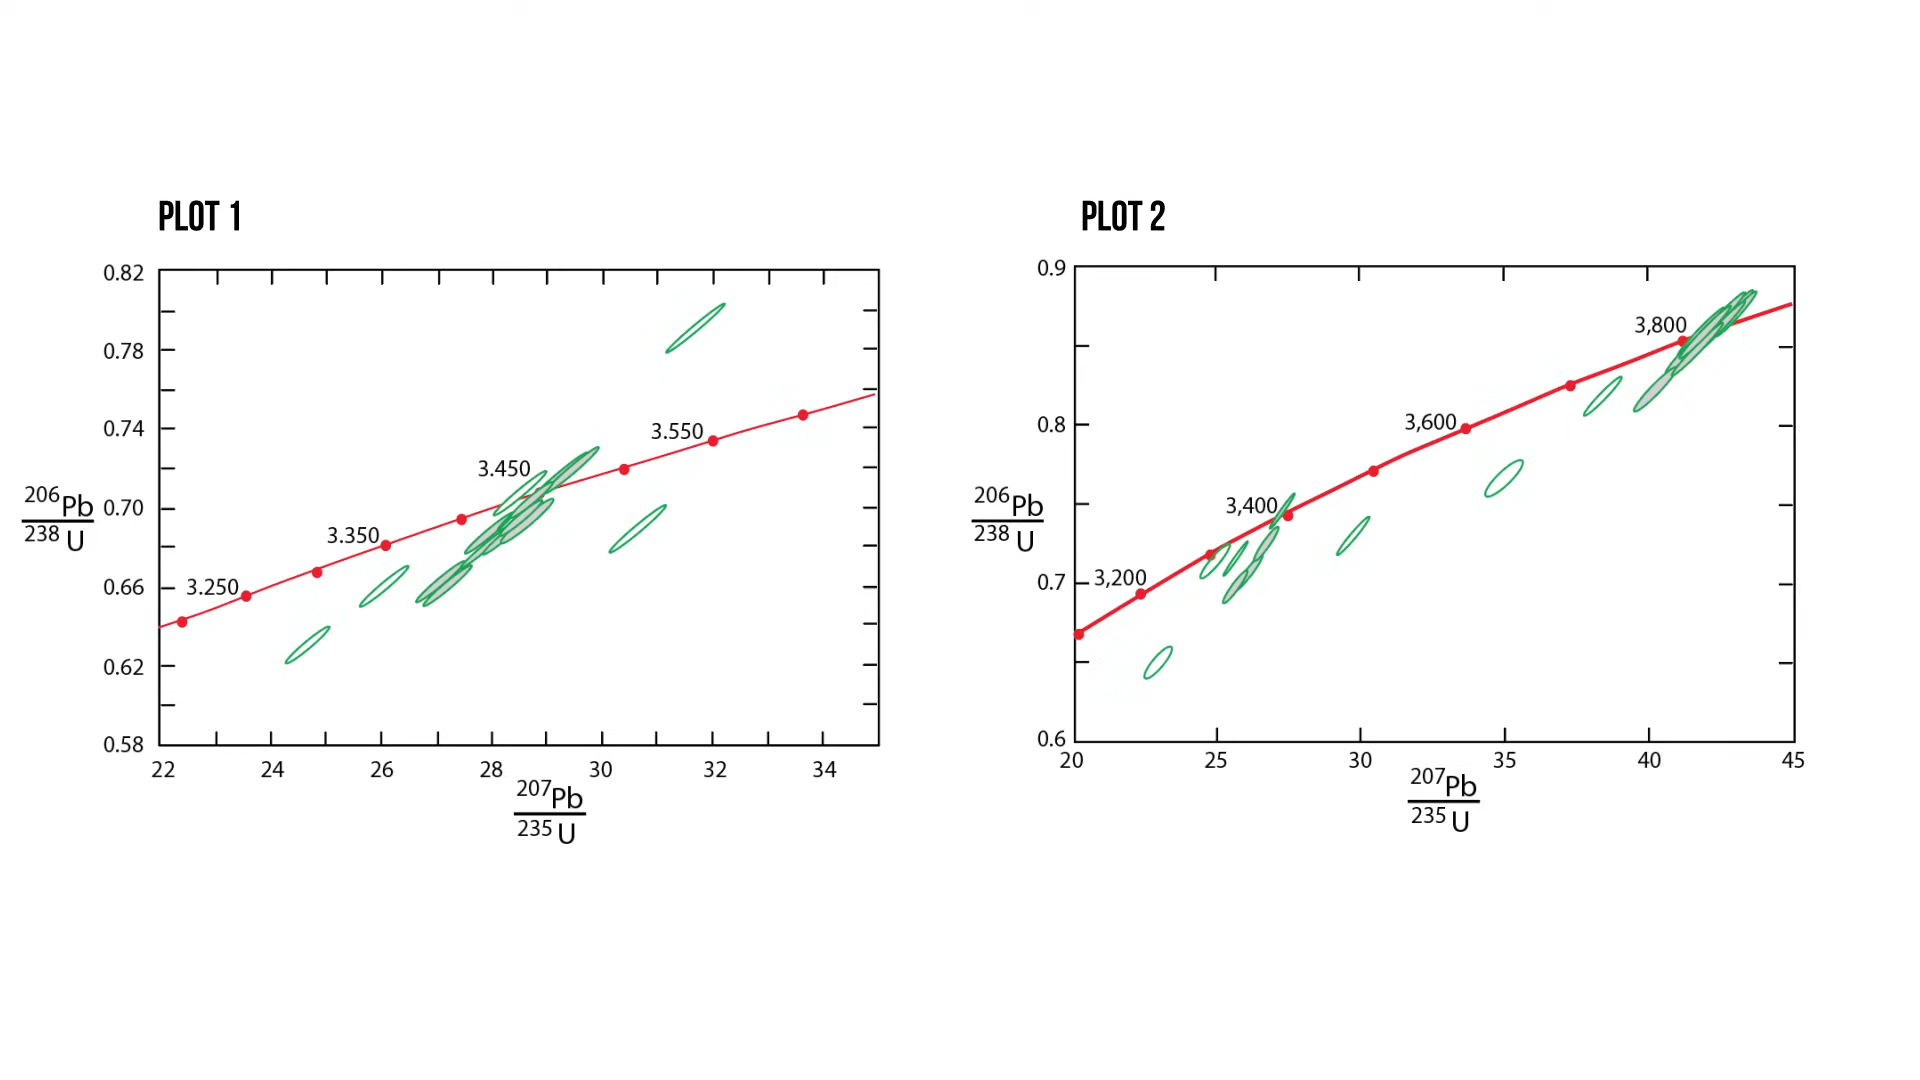 PLOT 1
0.82
0.78
0.74
0.70
0.66
0.62
0.58
206Pb
238U
3.250
3.350
3.450
3.550
22 24 26 28 30 32 34
207Pb
235U
PLOT 2
0.9
0.8
0.7
0.6
206Pb
238U
3,200
3,400
3,600
3,800
20 25 30 35 40 45
207Pb
235U